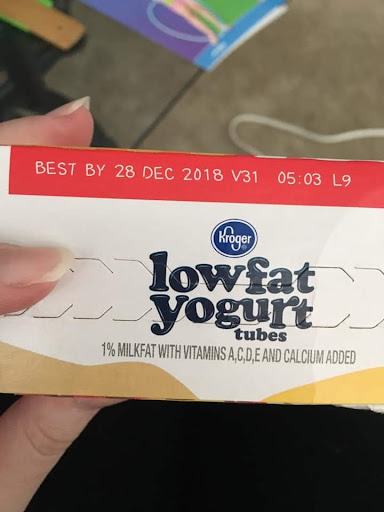 BEST BY 28 DEC 2018 V31 05:03 L9
Kroger
lowfat
yogurt
tubes
1% MILKFAT WITH VITAMINS A,C,D,E AND CALCIUM ADDED